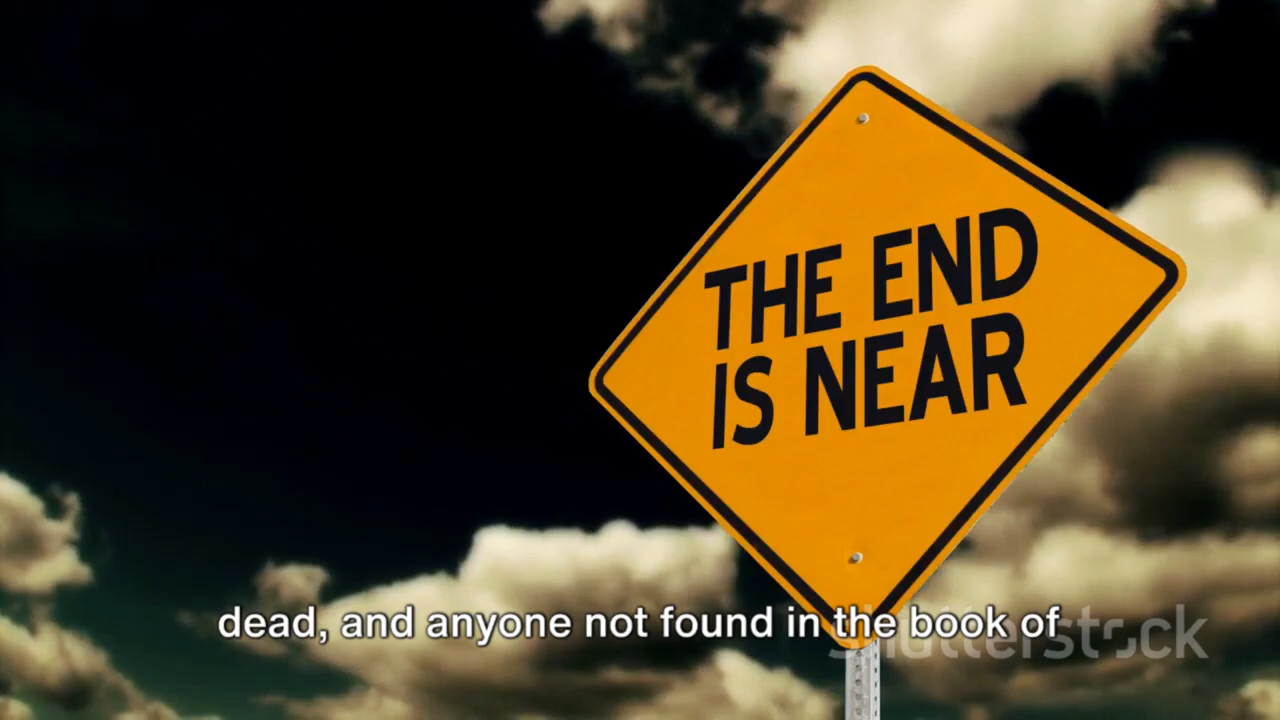 THE END
IS NEAR
dead, and anyone not found in the book of
shutterstock